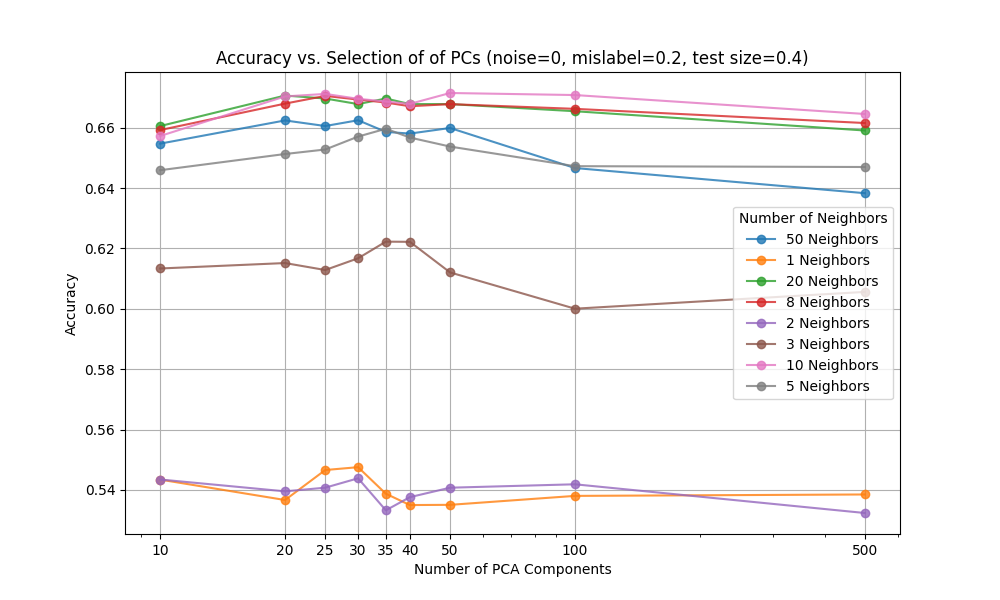 Accuracy vs. Selection of of PCs (noise=0, mislabel=0.2, test size=0.4)
Accuracy
0.66
0.64
0.62
0.60
0.58
0.56
0.54
Number of Neighbors
50 Neighbors
1 Neighbors
20 Neighbors
8 Neighbors
2 Neighbors
3 Neighbors
10 Neighbors
5 Neighbors
10 20 25 30 35 40 50 100 500
Number of PCA Components